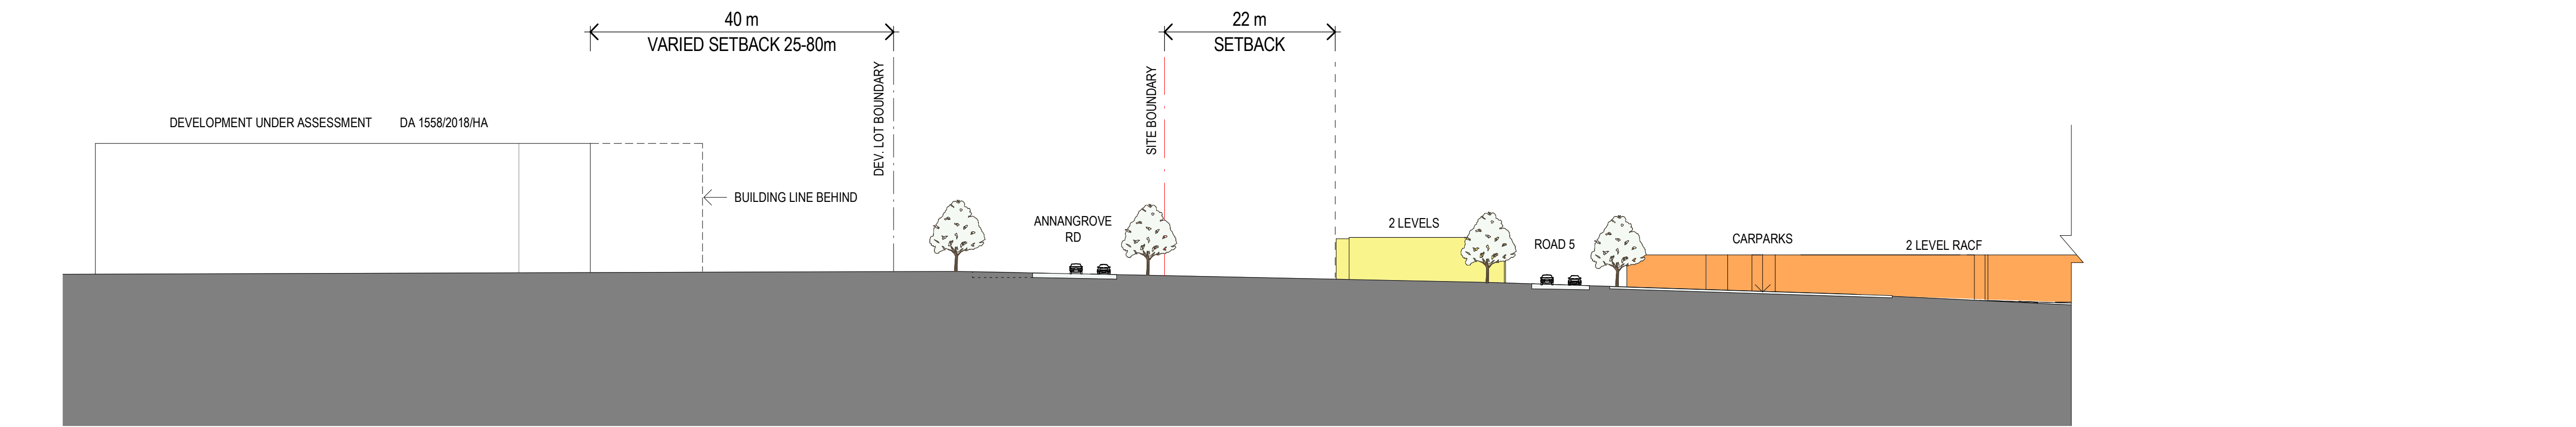 40 m
VARIED SETBACK 25-80m
22 m
SETBACK
DEV. LOT BOUNDARY
SITE BOUNDARY
DEVELOPMENT UNDER ASSESSMENT DA 1558/2018/HA
BUILDING LINE BEHIND
ANNANGROVE
RD
2 LEVELS
ROAD 5
CARPARKS
2 LEVEL RACF